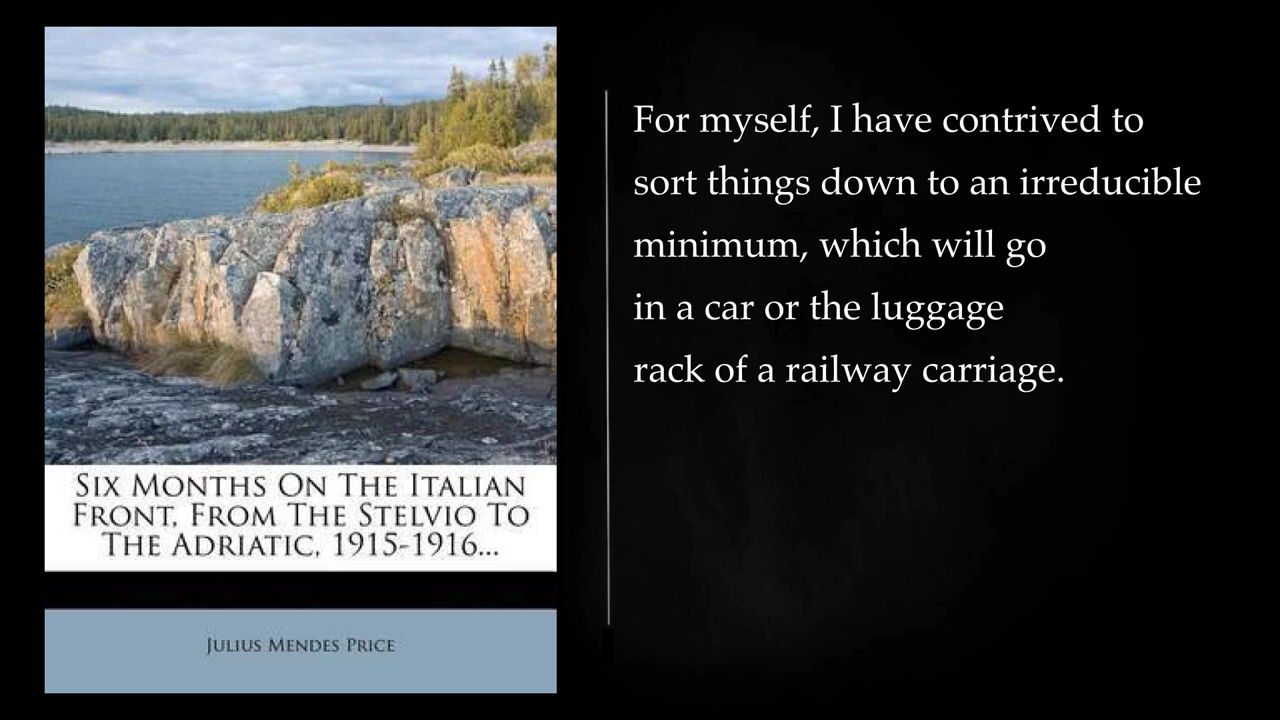 For myself, I have contrived to
sort things down to an irreducible
minimum, which will go
in a car or the luggage
rack of a railway carriage.
Six Months On The Italian
Front, From The Stelvio To
The Adriatic, 1915-1916...
Julius Mendes Price